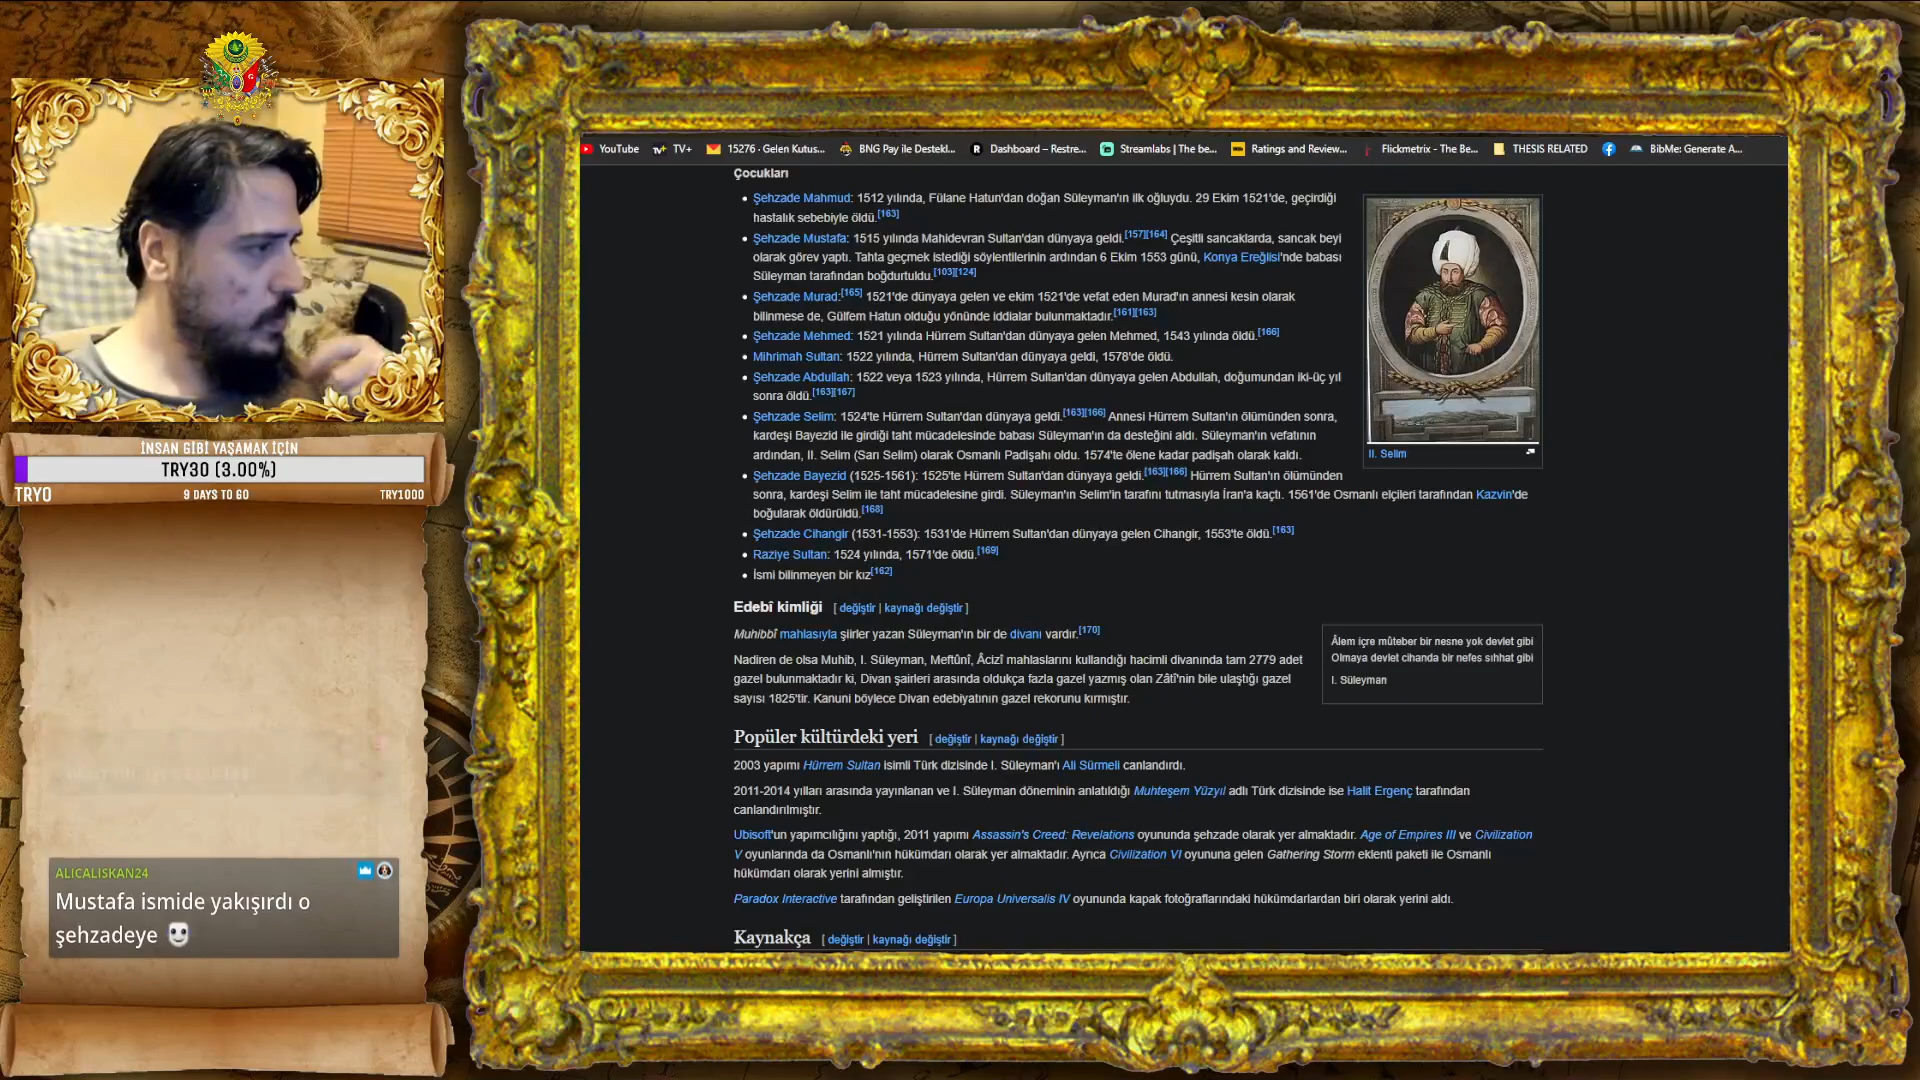 İNSAN GİBİ YAŞAMAK İÇİN
TRY30 (3.00%)
TRY0
9 DAYS TO GO
TRY1000
ALICALISKAN24
Mustafa ismide yakışırdı o
şehzadeye
YouTube
TV+
15276 - Gelen Kutus...
BNG Pay ile Destekl...
Dashboard – Restre...
Streamlabs | The be...
Ratings and Review...
Flickmetrix - The Be...
THESIS RELATED
BibMe: Generate A...
Çocukları
Şehzade Mahmud: 1512 yılında, Fülane Hatun'dan doğan Süleyman'ın ilk oğluydu. 29 Ekim 1521'de, geçirdiği
hastalık sebebiyle öldü.[163]
Şehzade Mustafa: 1515 yılında Mahidevran Sultan'dan dünyaya geldi.[157][164] Çeşitli sancaklarda, sancak beyi
olarak görev yaptı. Tahta geçmek istediği söylentilerinin ardından 6 Ekim 1553 günü, Konya Ereğlisi'nde babası
Süleyman tarafından boğdurtuldu.[103][124]
Şehzade Murad:[165] 1521'de dünyaya gelen ve ekim 1521'de vefat eden Murad'ın annesi kesin olarak
bilinmese de, Gülfem Hatun olduğu yönünde iddialar bulunmaktadır.[161][163]
Şehzade Mehmed: 1521 yılında Hürrem Sultan'dan dünyaya gelen Mehmed, 1543 yılında öldü.[166]
Mihrimah Sultan: 1522 yılında, Hürrem Sultan'dan dünyaya geldi, 1578'de öldü.
Şehzade Abdullah: 1522 veya 1523 yılında, Hürrem Sultan'dan dünyaya gelen Abdullah, doğumundan iki-üç yıl
sonra öldü.[163][167]
Şehzade Selim: 1524'te Hürrem Sultan'dan dünyaya geldi.[163][166] Annesi Hürrem Sultan'ın ölümünden sonra,
kardeşi Bayezid ile girdiği taht mücadelesinde babası Süleyman'ın da desteğini aldı. Süleyman'ın vefatının
ardından, II. Selim (Sarı Selim) olarak Osmanlı Padişahı oldu. 1574'te ölene kadar padişah olarak kaldı.
II. Selim
Şehzade Bayezid (1525-1561): 1525'te Hürrem Sultan'dan dünyaya geldi.[163][166] Hürrem Sultan'ın ölümünden
sonra, kardeşi Selim ile taht mücadelesine girdi. Süleyman'ın Selim'in tarafını tutmasıyla İran'a kaçtı. 1561'de Osmanlı elçileri tarafından Kazvin'de
boğularak öldürüldü.[168]
Şehzade Cihangir (1531-1553): 1531'de Hürrem Sultan'dan dünyaya gelen Cihangir, 1553'te öldü.[163]
Raziye Sultan: 1524 yılında, 1571'de öldü.[169]
İsmi bilinmeyen bir kız[162]
Edebî kimliği [ değiştir | kaynağı değiştir ]
Muhibbî mahlasıyla şiirler yazan Süleyman'ın bir de divanı vardır.[170]
Nadiren de olsa Muhib, I. Süleyman, Meftûnî, Âcizî mahlaslarını kullandığı hacimli divanında tam 2779 adet
gazel bulunmaktadır ki, Divan şairleri arasında oldukça fazla gazel yazmış olan Zâtî'nin bile ulaştığı gazel
sayısı 1825'tir. Kanuni böylece Divan edebiyatının gazel rekorunu kırmıştır.
Âlem içre mûteber bir nesne yok devlet gibi
Olmaya devlet cihanda bir nefes sıhhat gibi
I. Süleyman
Popüler kültürdeki yeri [ değiştir | kaynağı değiştir ]
2003 yapımı Hürrem Sultan isimli Türk dizisinde I. Süleyman'ı Ali Sürmeli canlandırdı.
2011-2014 yılları arasında yayınlanan ve I. Süleyman döneminin anlatıldığı Muhteşem Yüzyıl adlı Türk dizisinde ise Halit Ergenç tarafından
canlandırılmıştır.
Ubisoft'un yapımcılığını yaptığı, 2011 yapımı Assassin's Creed: Revelations oyununda şehzade olarak yer almaktadır. Age of Empires III ve Civilization
V oyunlarında da Osmanlı'nın hükümdarı olarak yer almaktadır. Ayrıca Civilization VI oyununa gelen Gathering Storm eklenti paketi ile Osmanlı
hükümdarı olarak yerini almıştır.
Paradox Interactive tarafından geliştirilen Europa Universalis IV oyununda kapak fotoğraflarındaki hükümdarlardan biri olarak yerini aldı.
Kaynakça [ değiştir | kaynağı değiştir ]